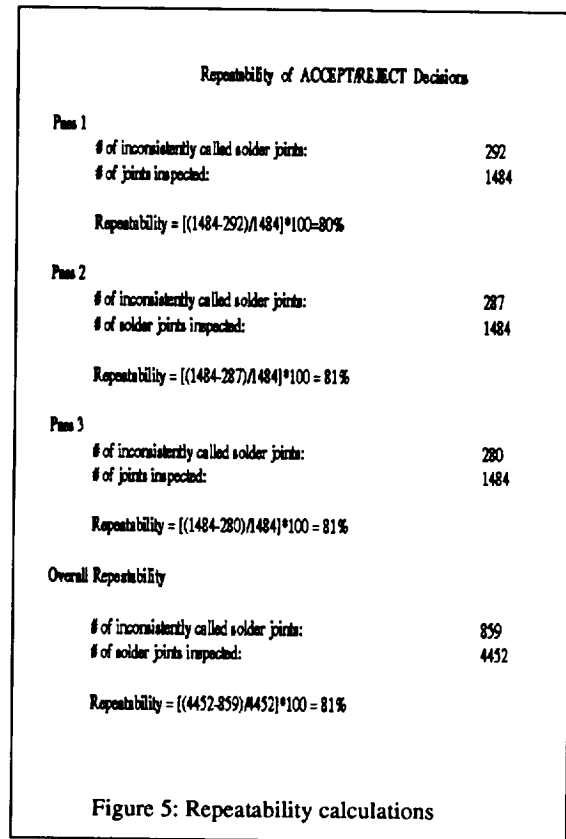 Repeatability of ACCEPT/REJECT Decisions
Pass 1
# of inconsistently called solder joints: 292
# of joints inspected: 1484
Repeatability = [(1484-292)/1484]*100=80%
Pass 2
# of inconsistently called solder joints: 287
# of solder joints inspected: 1484
Repeatability = [(1484-287)/1484]*100 = 81%
Pass 3
# of inconsistently called solder joints: 280
# of joints inspected: 1484
Repeatability = [(1484-280)/1484]*100 = 81%
Overall Repeatability
# of inconsistently called solder joints: 859
# of solder joints inspected: 4452
Repeatability = [(4452-859)/4452]*100 = 81%
Figure 5: Repeatability calculations